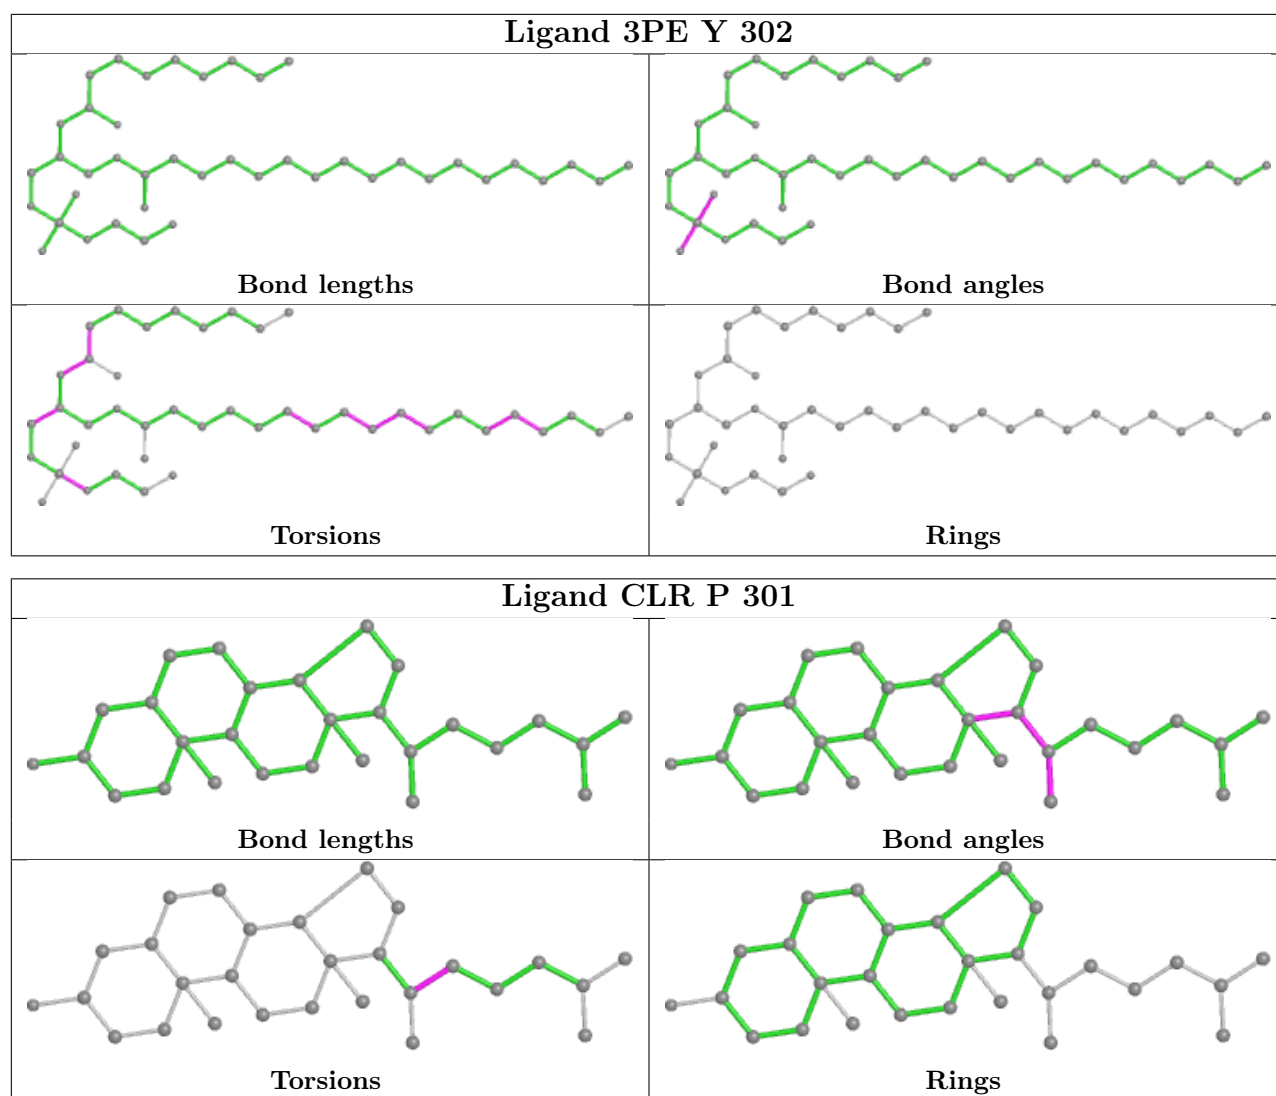 Ligand 3PE Y 302
Bond lengths
Bond angles
Torsions
Rings
Ligand CLR P 301
Bond lengths
Bond angles
Torsions
Rings